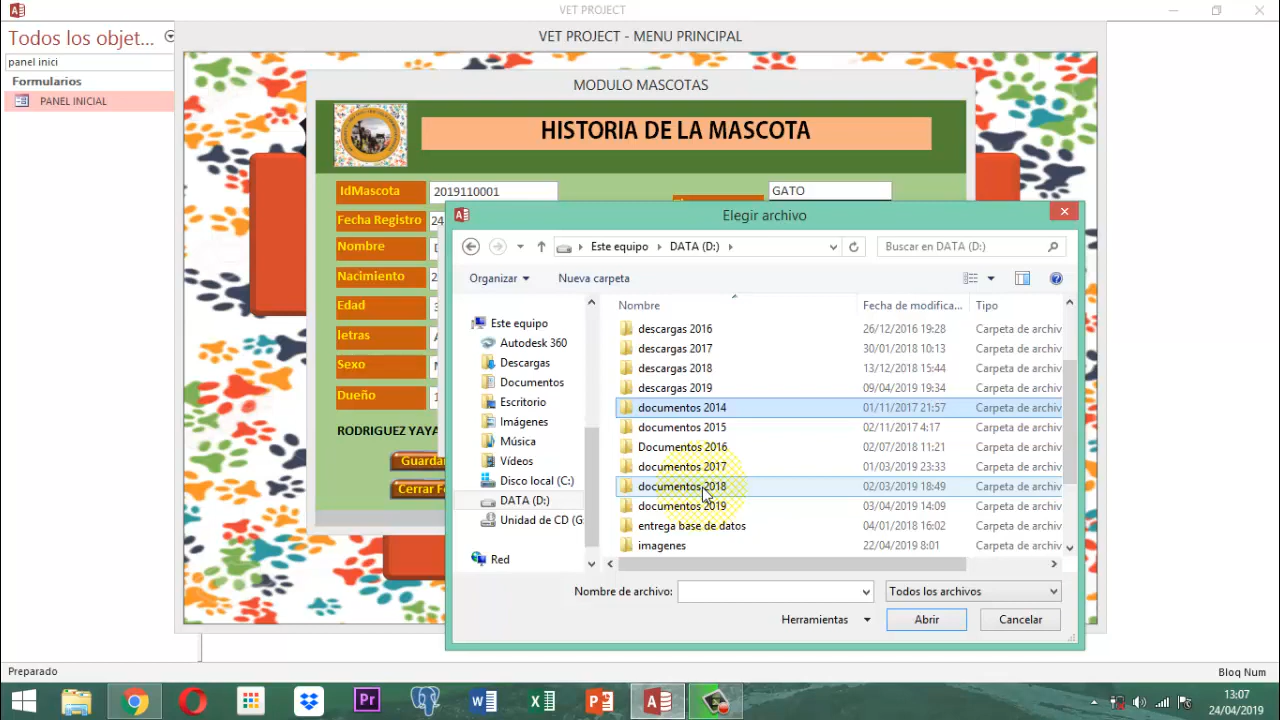 VET PROJECT
Todos los objet...
panel inici
Formularios
PANEL INICIAL
VET PROJECT - MENU PRINCIPAL
MODULO MASCOTAS
HISTORIA DE LA MASCOTA
IdMascota 2019110001 GATO
Fecha Registro 24
Nombre
Nacimiento 2
Edad 3
letras
Sexo
Dueño 1
RODRIGUEZ YAYA
Guardar
Cerrar F
Elegir archivo
Este equipo DATA (D:) Buscar en DATA (D:)
Organizar Nueva carpeta
Este equipo
Autodesk 360
Descargas
Documentos
Escritorio
Imágenes
Música
Vídeos
Disco local (C:)
DATA (D:)
Unidad de CD (G
Red
Nombre Fecha de modifica... Tipo
descargas 2016 26/12/2016 19:28 Carpeta de archiv
descargas 2017 30/01/2018 10:13 Carpeta de archiv
descargas 2018 13/12/2018 15:44 Carpeta de archiv
descargas 2019 09/04/2019 19:34 Carpeta de archiv
documentos 2014 01/11/2017 21:57 Carpeta de archiv
documentos 2015 02/11/2017 4:17 Carpeta de archiv
Documentos 2016 02/07/2018 11:21 Carpeta de archiv
documentos 2017 01/03/2019 23:33 Carpeta de archiv
documentos 2018 02/03/2019 18:49 Carpeta de archiv
documentos 2019 03/04/2019 14:09 Carpeta de archiv
entrega base de datos 04/01/2018 16:02 Carpeta de archiv
imagenes 22/04/2019 8:01 Carpeta de archiv
Nombre de archivo: Todos los archivos
Herramientas Abrir Cancelar
Preparado Bloq Num
13:07
24/04/2019